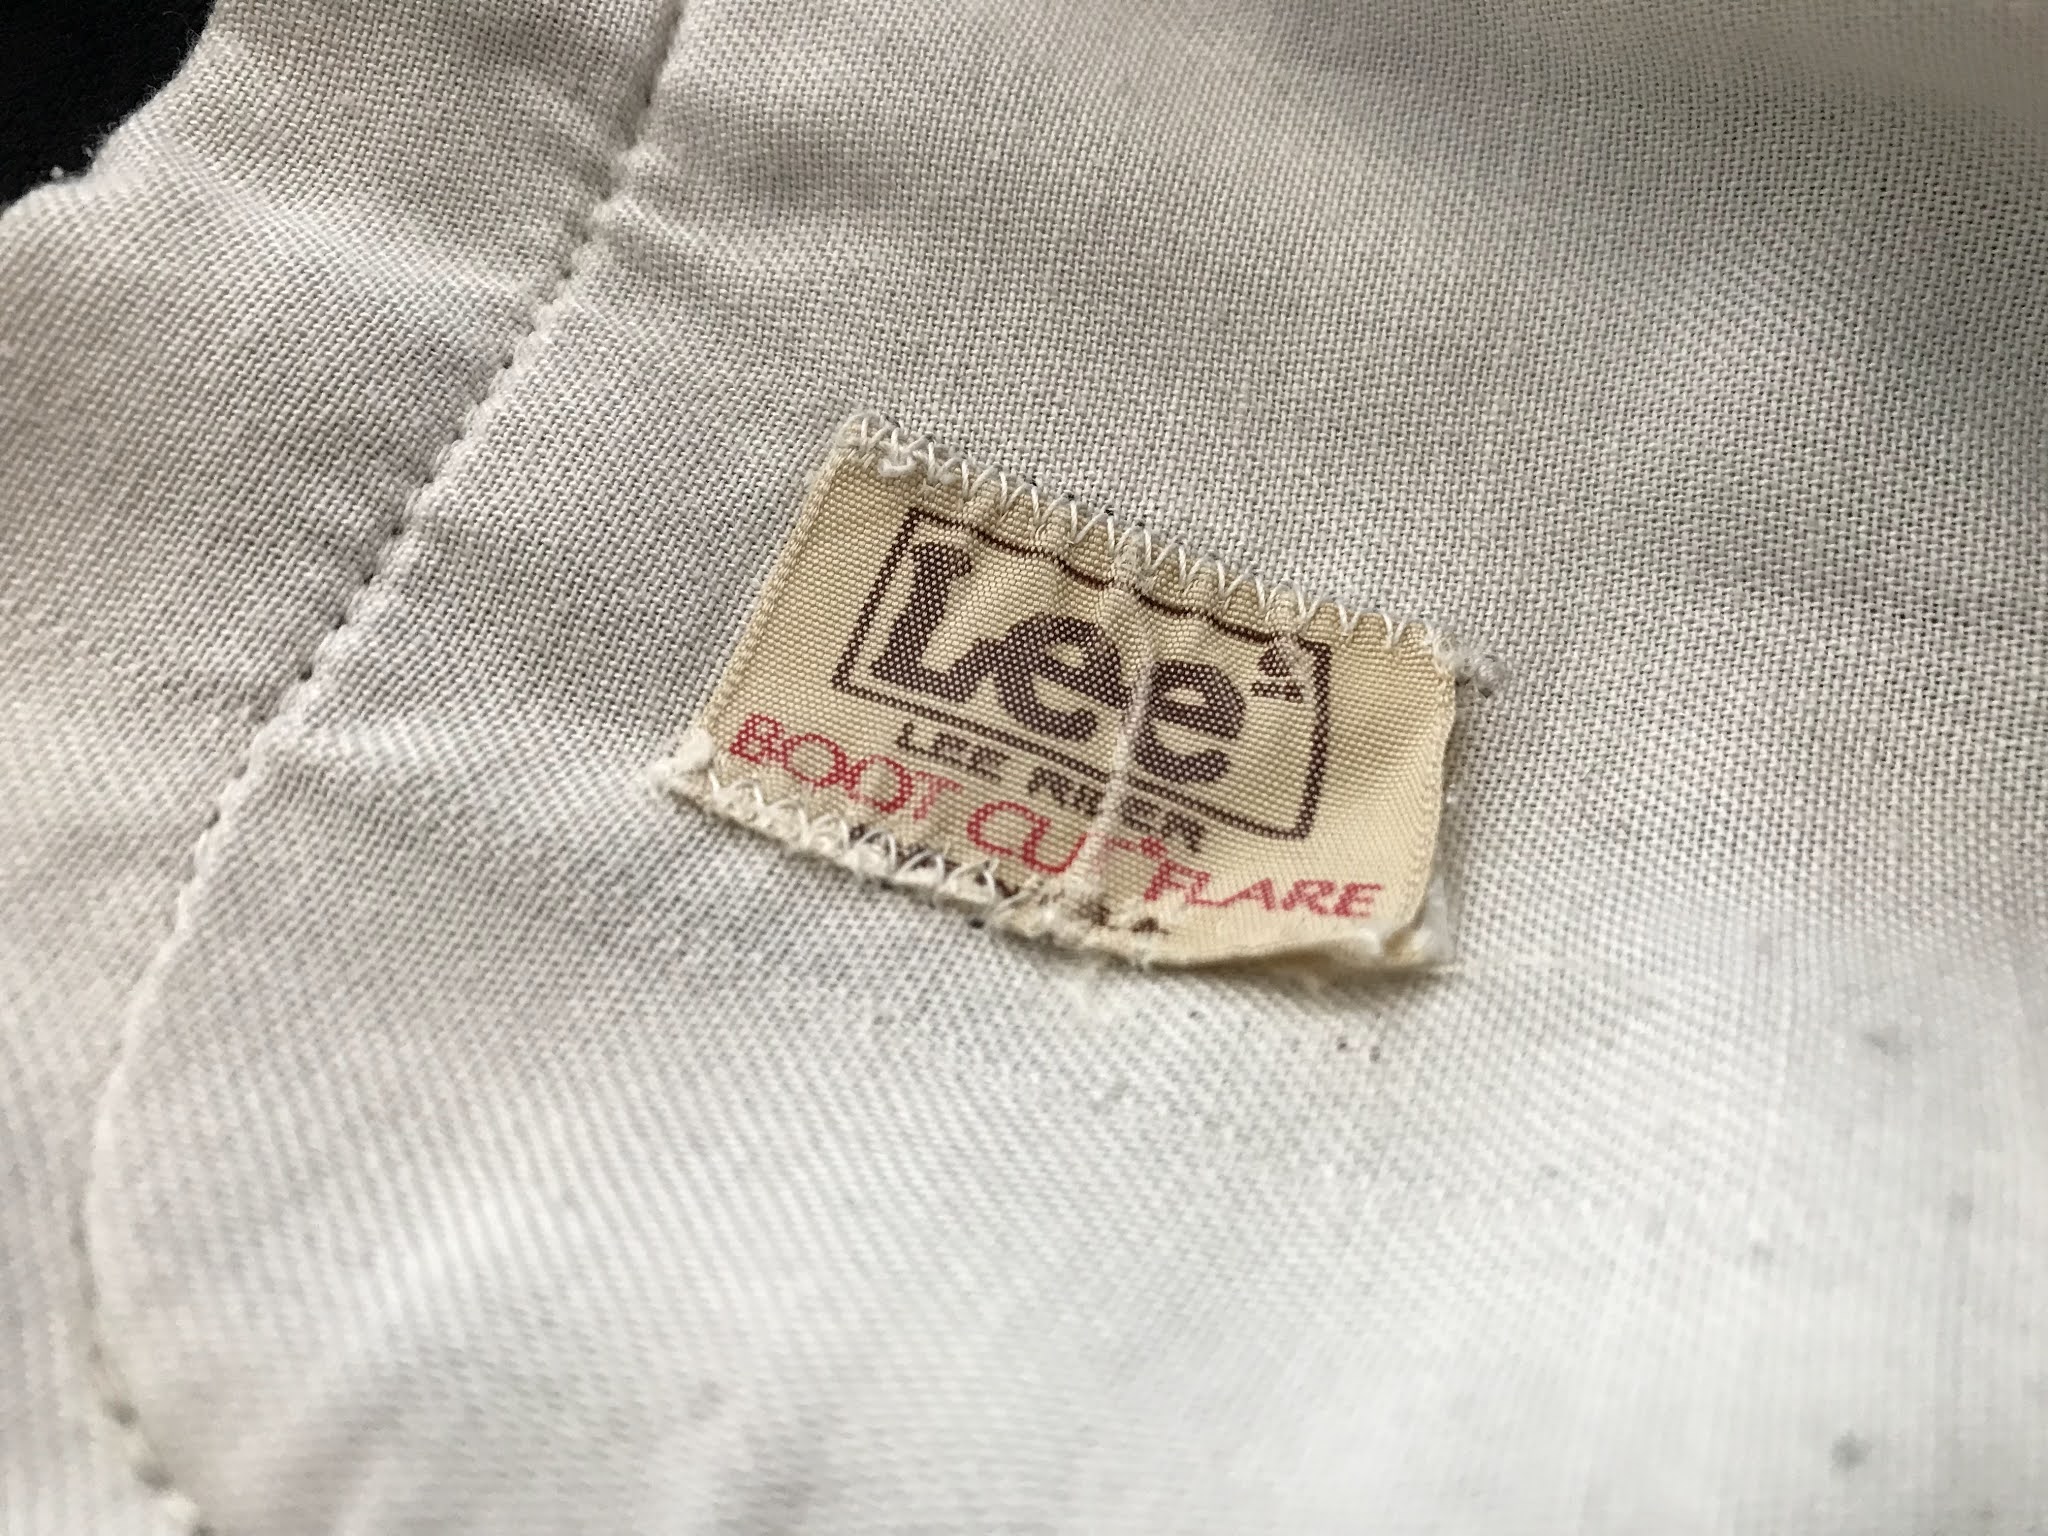 Lee
LEE RIDER
BOOT CUT FLARE
U.S.A.